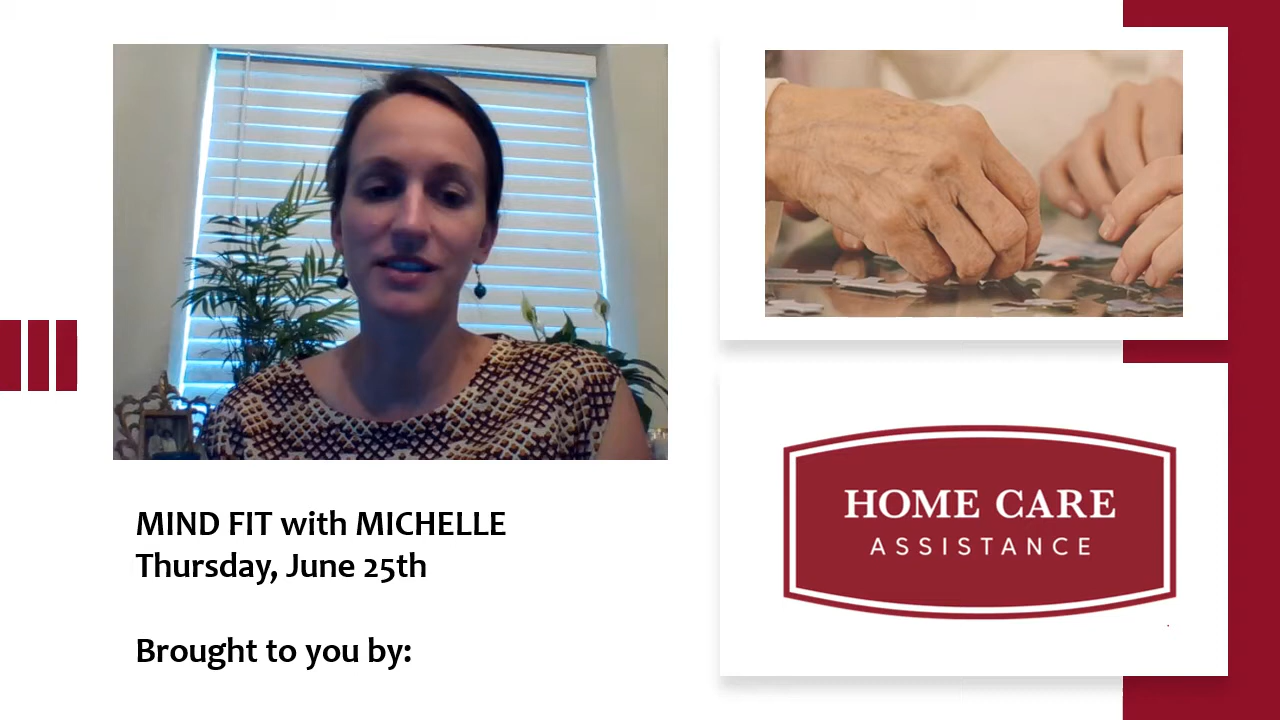 MIND FIT with MICHELLE
Thursday, June 25th
Brought to you by:
HOME CARE
ASSISTANCE